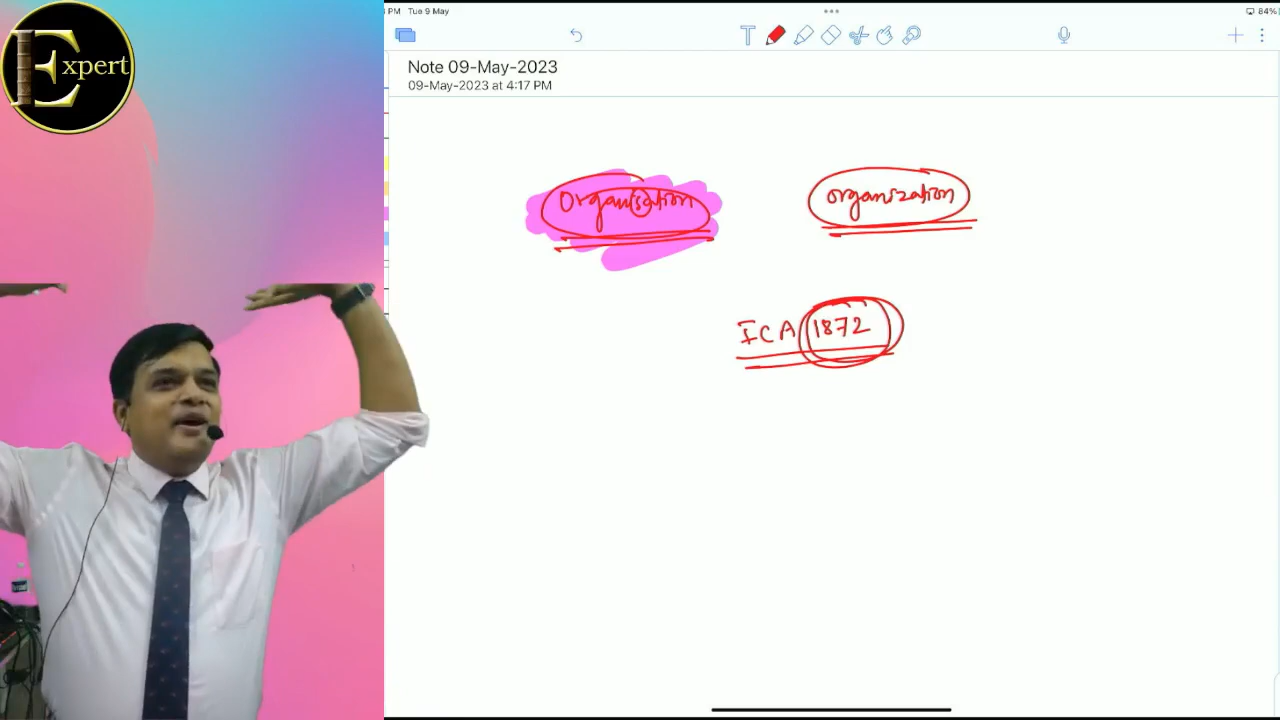 Expert
PM Tue 9 May
84%
Note 09-May-2023
09-May-2023 at 4:17 PM
Organisation
organization
ICA 1872